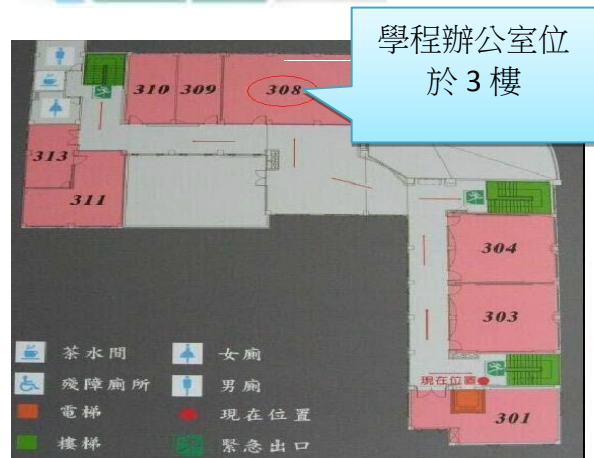 學程辦公室位
於 3 樓
310 309 308
313
311
304
303
現在位置
301
茶水間 女廁
殘障廁所 男廁
電梯 現在位置
樓梯 緊急出口